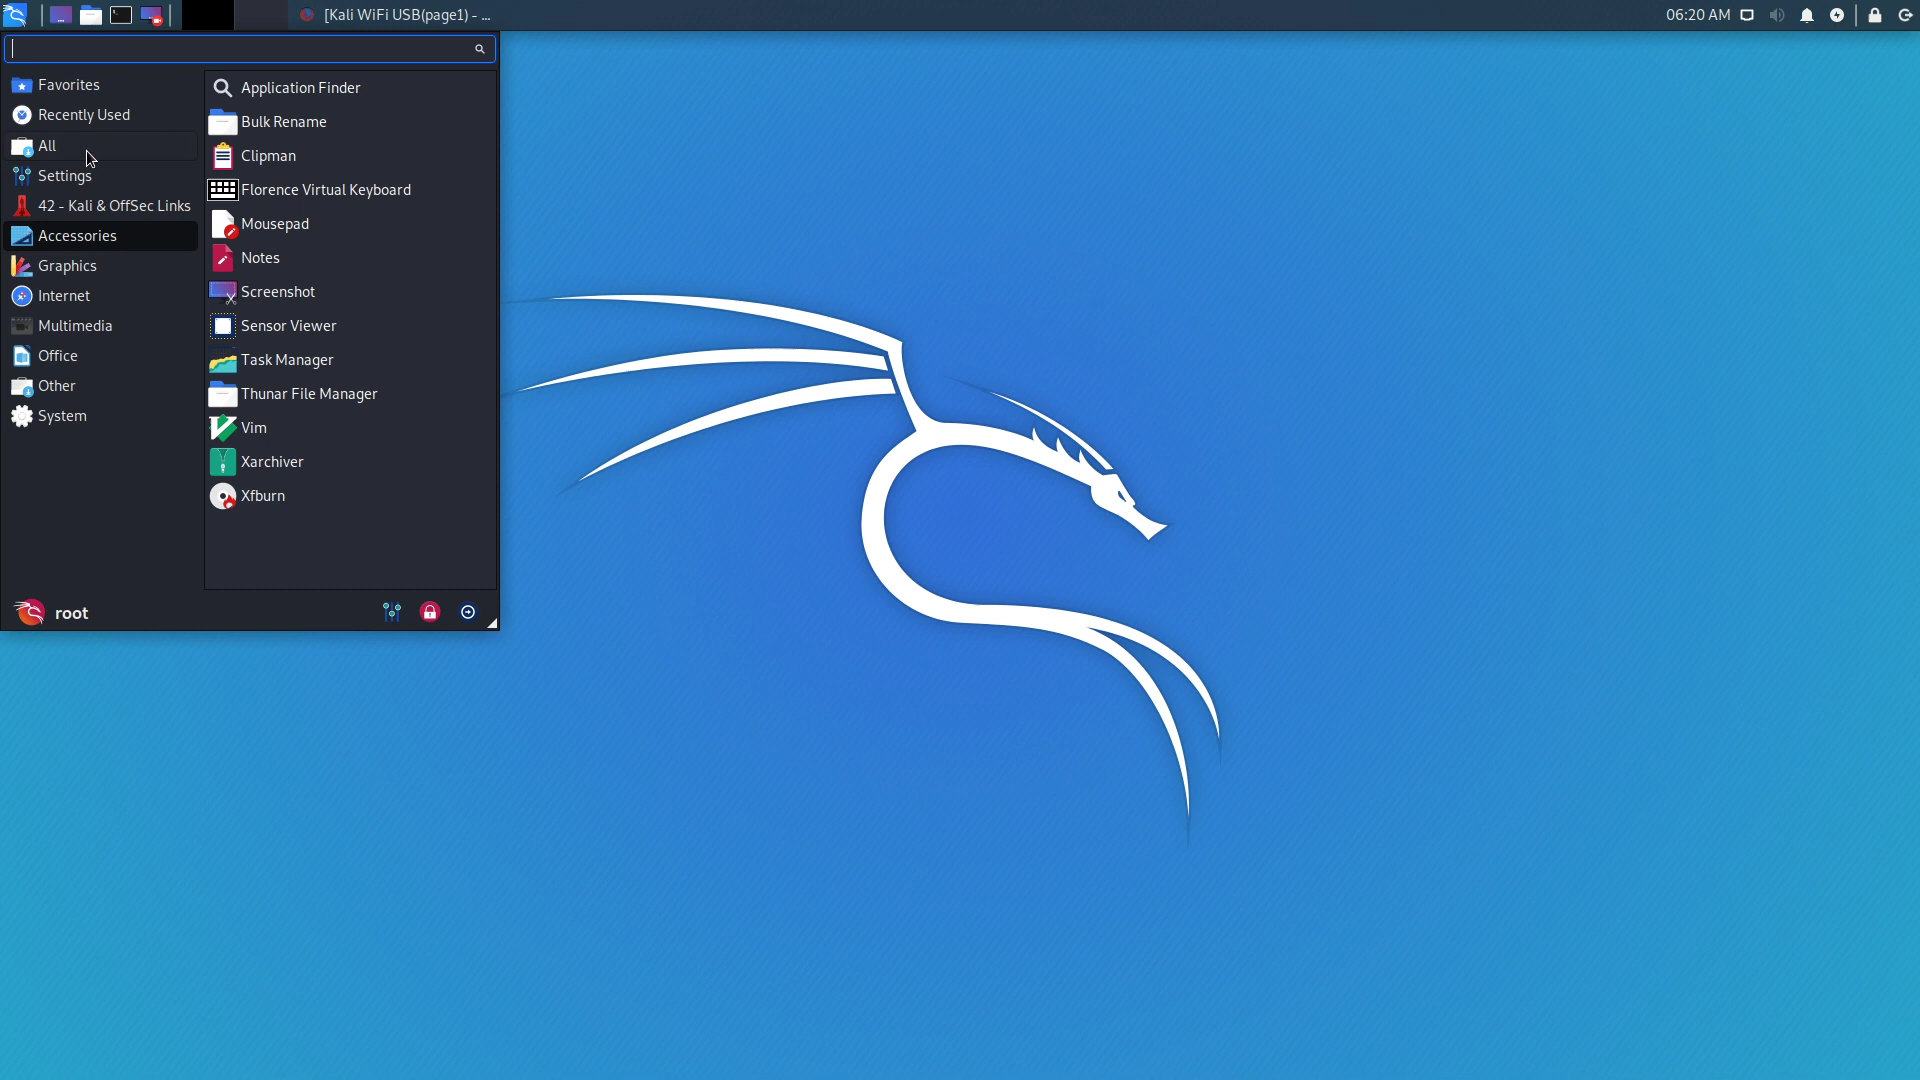 [Kali WiFi USB(page1) - ...
06:20 AM
Favorites
Recently Used
All
Settings
42 - Kali & OffSec Links
Accessories
Graphics
Internet
Multimedia
Office
Other
System
Application Finder
Bulk Rename
Clipman
Florence Virtual Keyboard
Mousepad
Notes
Screenshot
Sensor Viewer
Task Manager
Thunar File Manager
Vim
Xarchiver
Xfburn
root